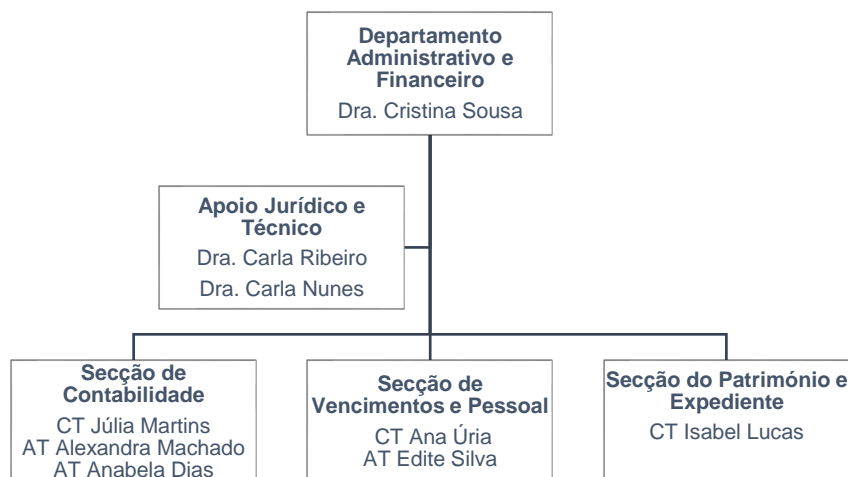 Departamento
Administrativo e
Financeiro
Dra. Cristina Sousa
Apoio Jurídico e
Técnico
Dra. Carla Ribeiro
Dra. Carla Nunes
Secção de
Contabilidade
CT Júlia Martins
AT Alexandra Machado
AT Anabela Dias
Secção de
Vencimentos e Pessoal
CT Ana Úria
AT Edite Silva
Secção do Património e
Expediente
CT Isabel Lucas